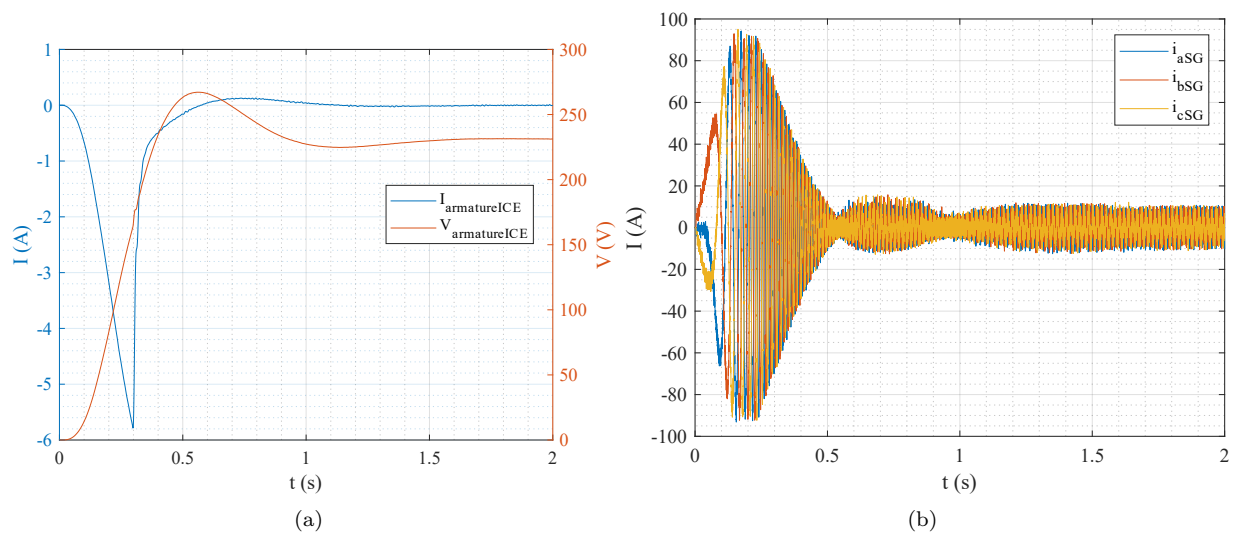 1
0
-1
-2
-3
-4
-5
-6
I (A)
300
250
200
150
100
50
0
V (V)
I_armatureICE
V_armatureICE
0 0.5 1 1.5 2
t (s)
(a)
100
80
60
40
20
0
-20
-40
-60
-80
-100
I (A)
i_aSG
i_bSG
i_cSG
0 0.5 1 1.5 2
t (s)
(b)